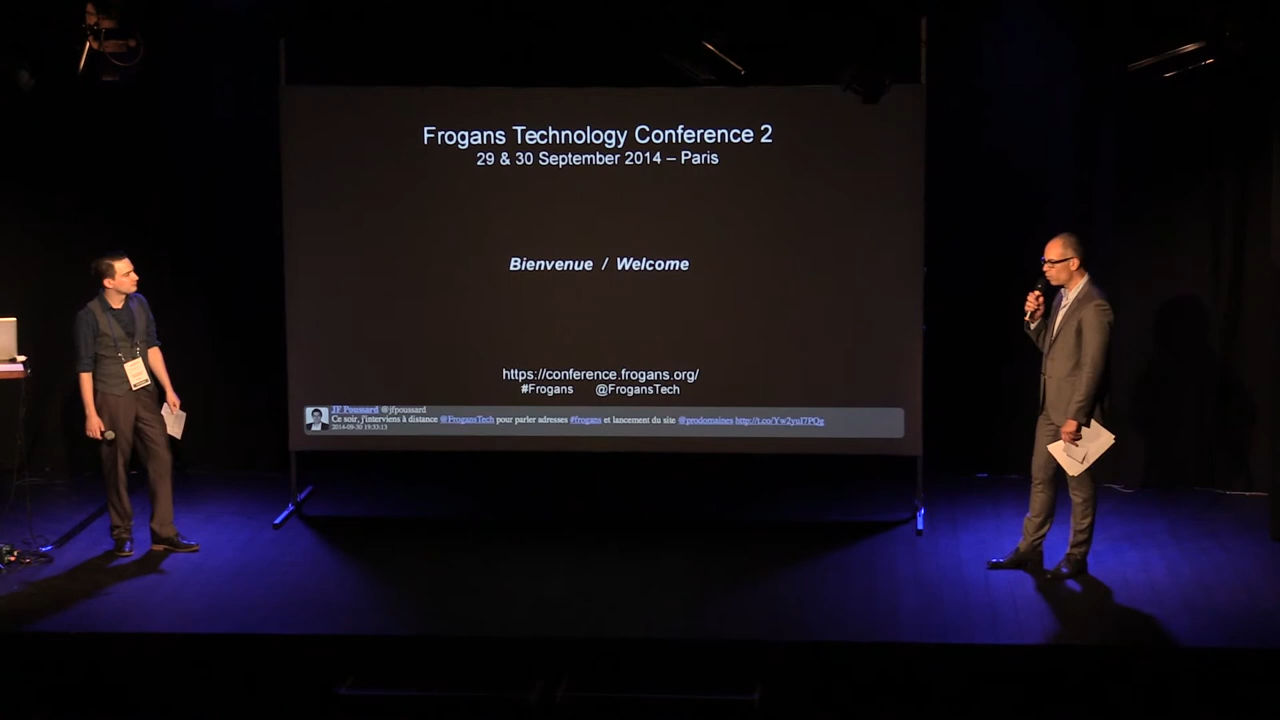 Frogans Technology Conference 2
29 & 30 September 2014 – Paris
Bienvenue / Welcome
https://conference.frogans.org/
#Frogans @FrogansTech
JF Poussard @jfpoussard
Ce soir, j'interviens à distance @FrogansTech pour parler adresses #frogans et lancement du site @prodomaines http://t.co/Yw2yuI7PQg
2014-09-30 19:33:13